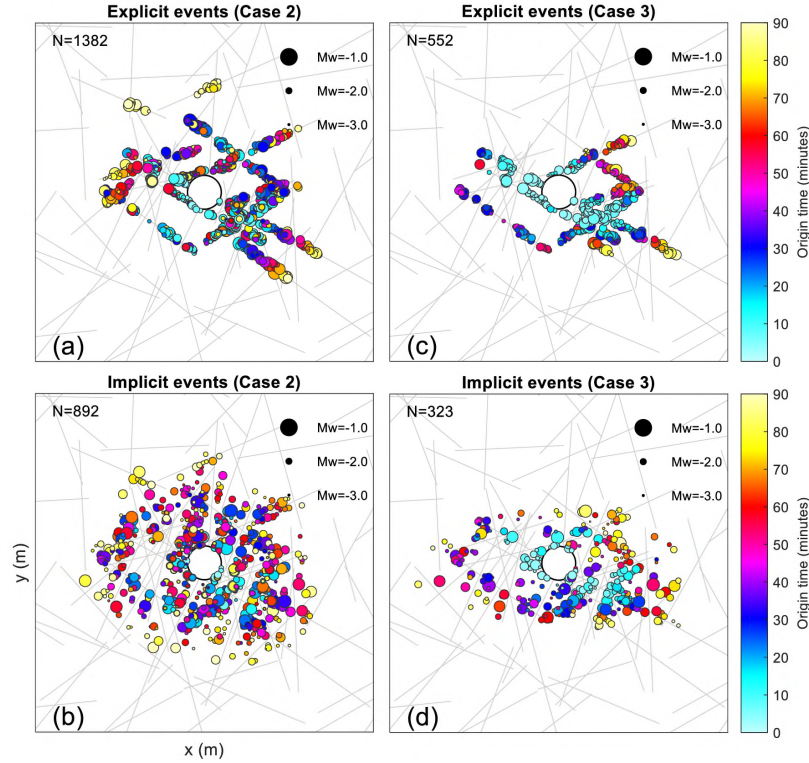 Explicit events (Case 2)
N=1382
Mw=-1.0
Mw=-2.0
Mw=-3.0
(a)
Explicit events (Case 3)
N=552
Mw=-1.0
Mw=-2.0
Mw=-3.0
(c)
90
80
70
60
50
40
30
20
10
0
Origin time (minutes)
Implicit events (Case 2)
N=892
Mw=-1.0
Mw=-2.0
Mw=-3.0
(b)
y (m)
x (m)
Implicit events (Case 3)
N=323
Mw=-1.0
Mw=-2.0
Mw=-3.0
(d)
90
80
70
60
50
40
30
20
10
0
Origin time (minutes)